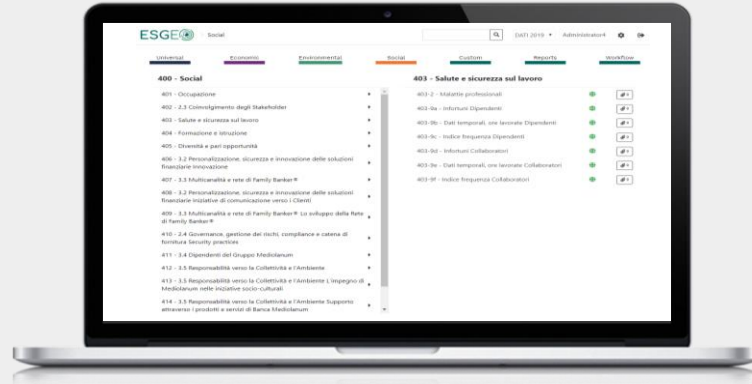 ESGEO Social DATI 2019 Administrator4
Universal Economic Environmental Social Custom Reports Workflow
400 - Social
401 - Occupazione
402 - 2.3 Coinvolgimento degli Stakeholder
403 - Salute e sicurezza sul lavoro
404 - Formazione e istruzione
405 - Diversità e pari opportunità
406 - 3.2 Personalizzazione, sicurezza e innovazione delle soluzioni
finanziarie Innovazione
407 - 3.3 Multicanalità e rete di Family Banker®
408 - 3.2 Personalizzazione, sicurezza e innovazione delle soluzioni
finanziarie Iniziative di comunicazione verso i Clienti
409 - 3.3 Multicanalità e rete di Family Banker® Lo sviluppo della Rete
di Family Banker®
410 - 2.4 Governance, gestione dei rischi, compliance e catena di
fornitura Security practices
411 - 3.4 Dipendenti del Gruppo Mediolanum
412 - 3.5 Responsabilità verso la Collettività e l'Ambiente
413 - 3.5 Responsabilità verso la Collettività e l'Ambiente L'impegno di
Mediolanum nelle iniziative socio-culturali
414 - 3.5 Responsabilità verso la Collettività e l'Ambiente Supporto
attraverso i prodotti e servizi di Banca Mediolanum
403 - Salute e sicurezza sul lavoro
403-2 - Malattie professionali
403-9a - Infortuni Dipendenti
403-9b - Dati temporali, ore lavorate Dipendenti
403-9c - Indice frequenza Dipendenti
403-9d - Infortuni Collaboratori
403-9e - Dati temporali, ore lavorate Collaboratori
403-9f - Indice frequenza Collaboratori